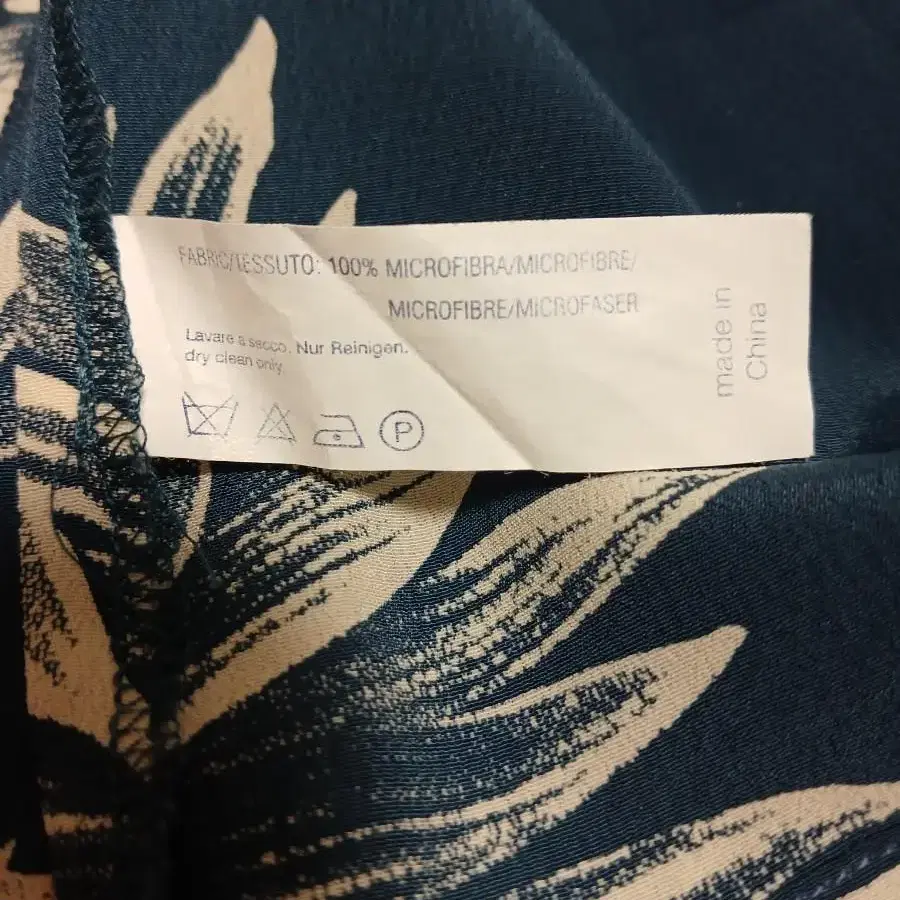 FABRIC/TESSUTO: 100% MICROFIBRA/MICROFIBRE/
MICROFIBRE/MICROFASER
Lavare a secco. Nur Reinigen.
dry clean only
P
made in
China